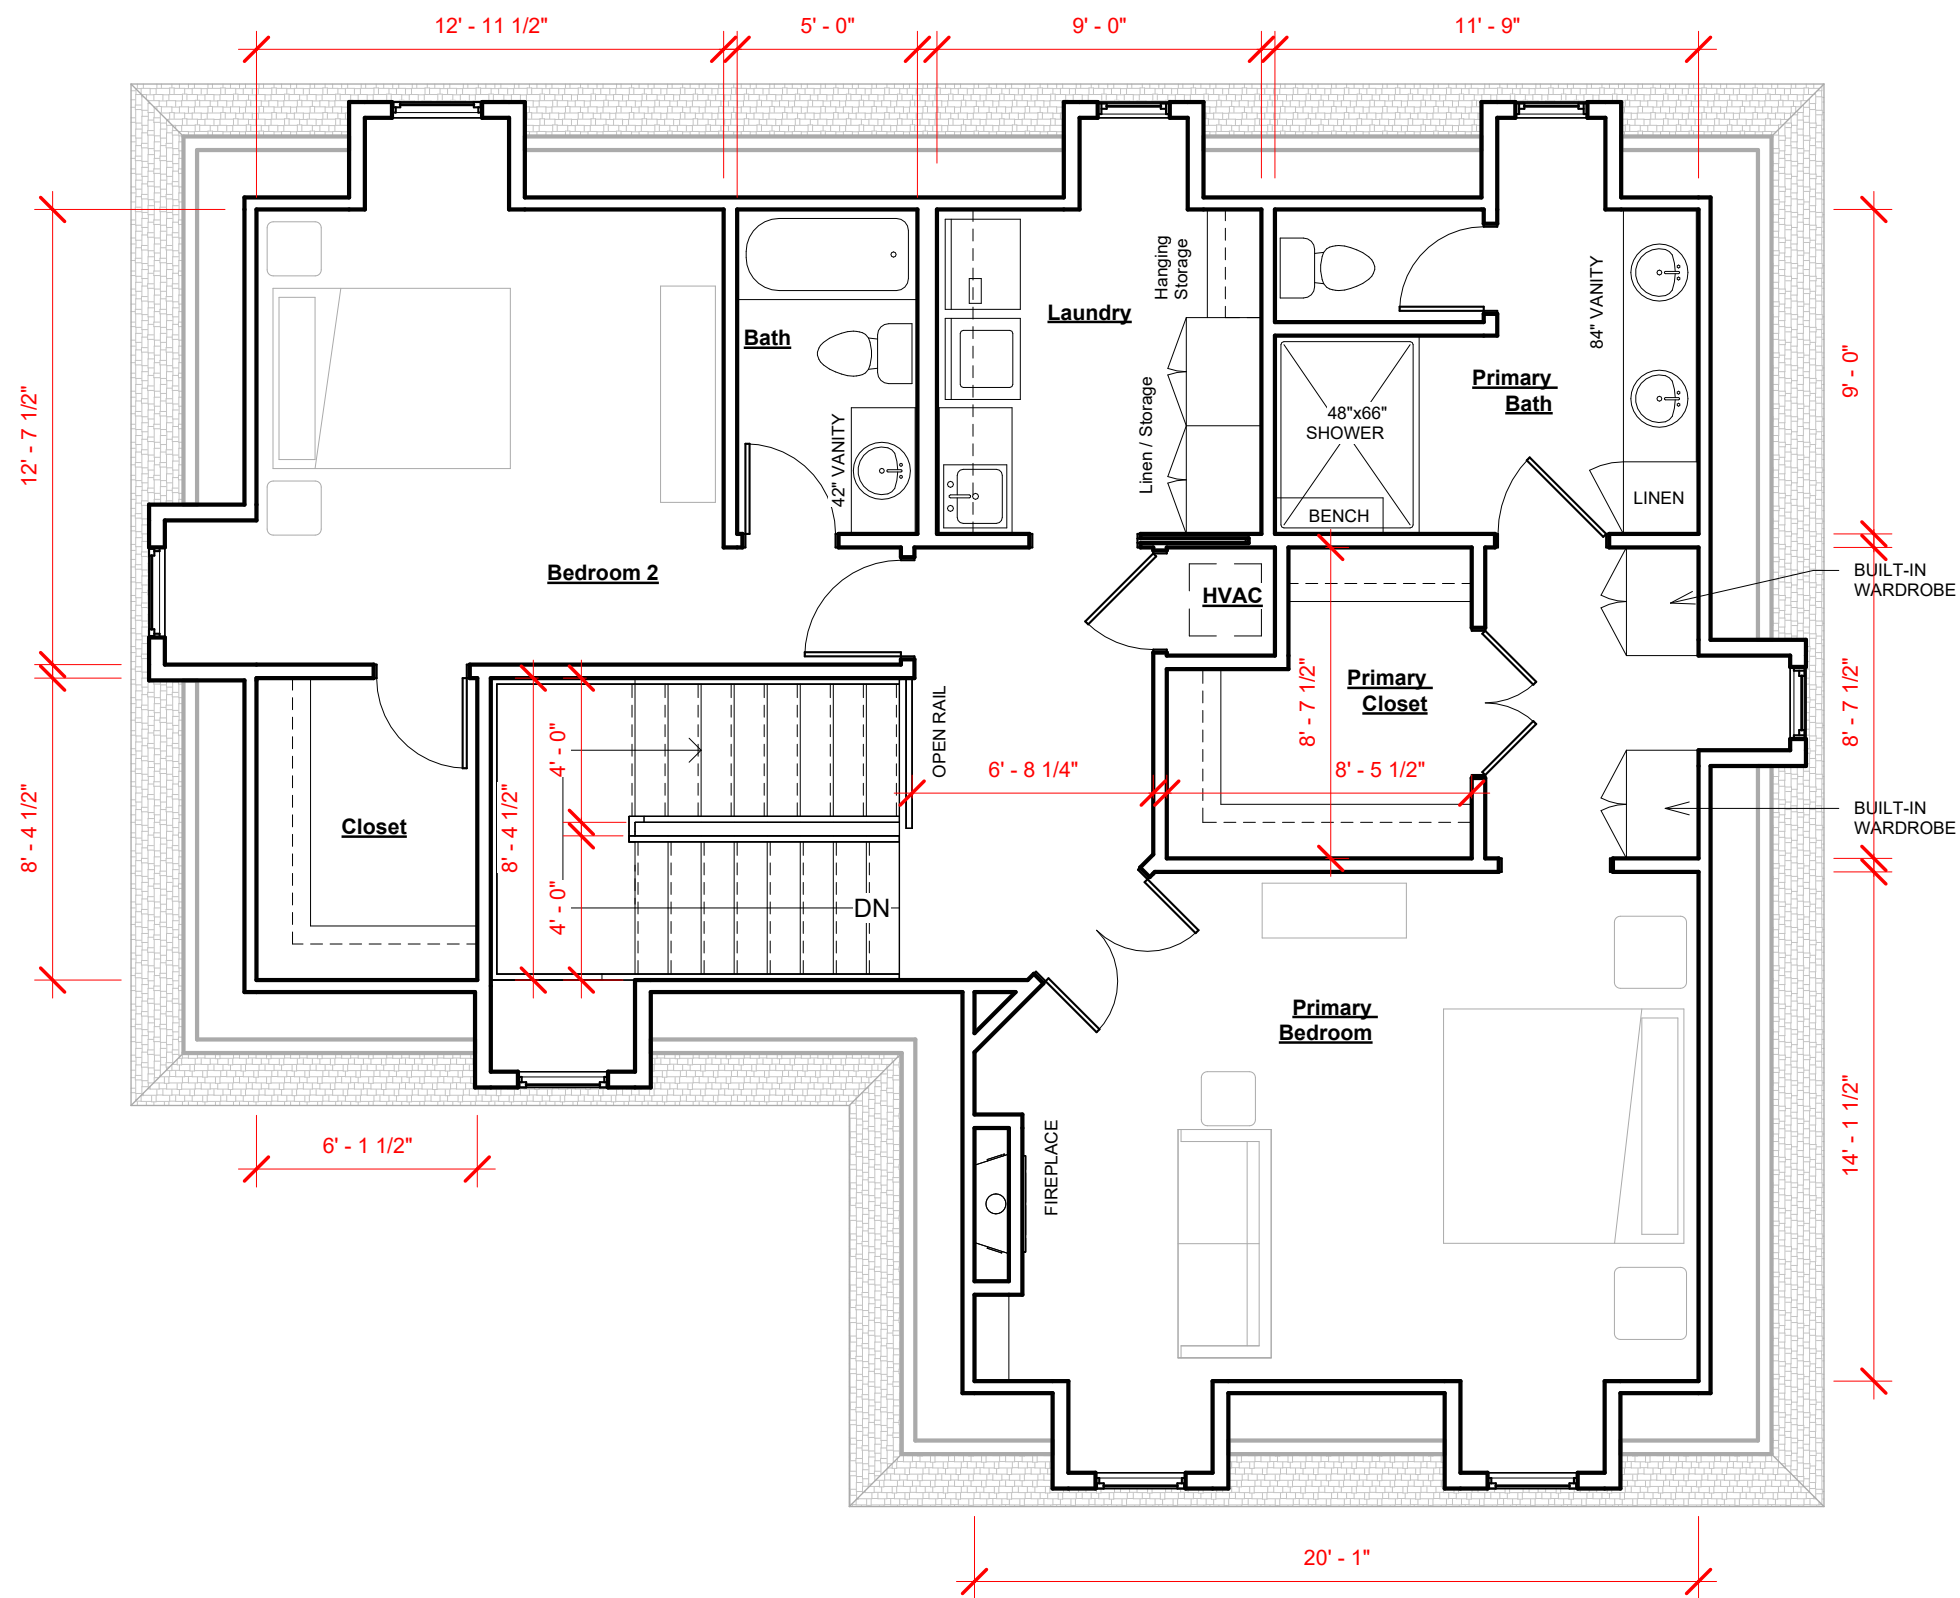 12' - 11 1/2"
5' - 0"
9' - 0"
11' - 9"
Hanging
Storage
Laundry
Bath
84" VANITY
Primary
Bath
9' - 0"
12' - 7 1/2"
42" VANITY
Linen / Storage
48"x66"
SHOWER
BENCH
LINEN
Bedroom 2
HVAC
BUILT-IN
WARDROBE
Primary
Closet
8' - 7 1/2"
8' - 7 1/2"
OPEN RAIL
4' - 0"
6' - 8 1/4"
8' - 5 1/2"
BUILT-IN
WARDROBE
Closet
8' - 4 1/2"
8' - 4 1/2"
4' - 0"
DN
Primary
Bedroom
14' - 1 1/2"
6' - 1 1/2"
FIREPLACE
20' - 1"